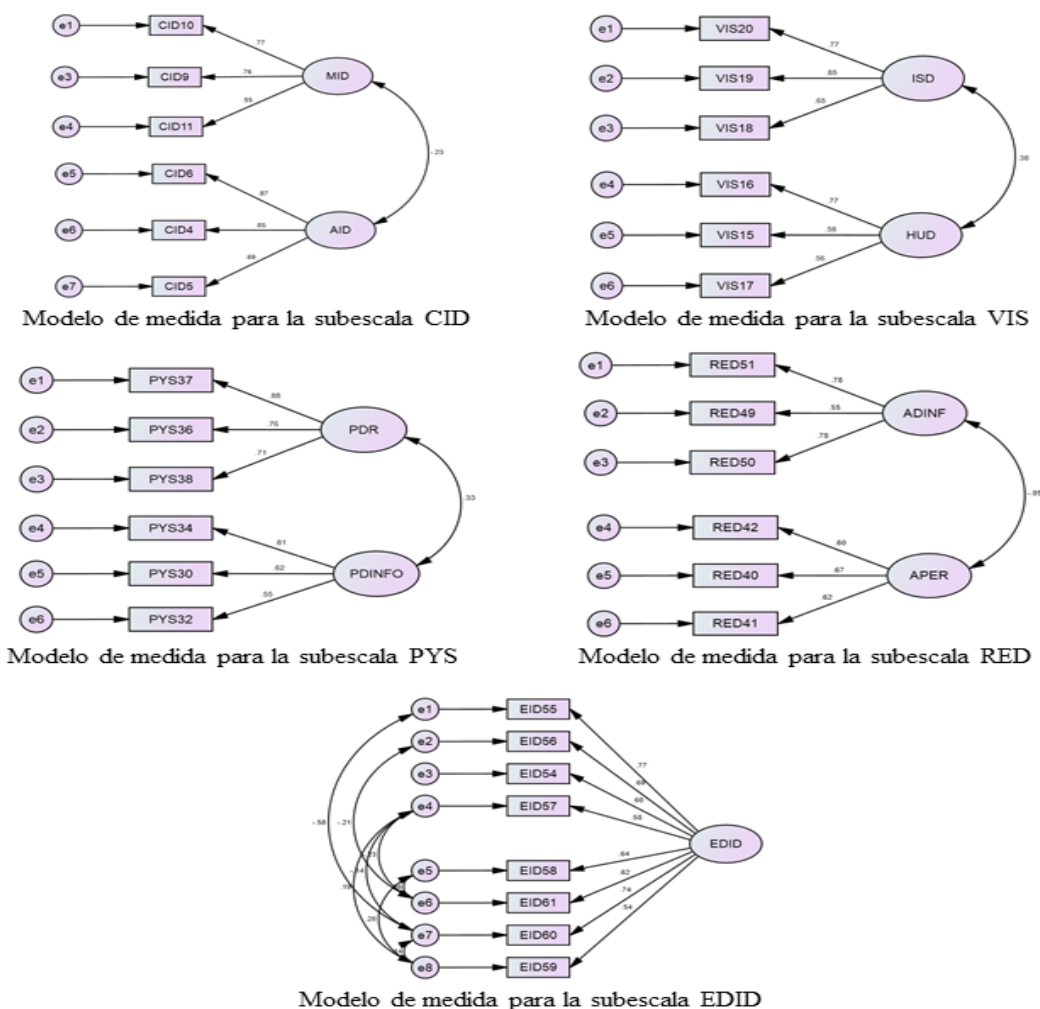 e1 CID10 .77
e3 CID9 .76 MID
e4 CID11 .55
-.23
e5 CID6 .87
e6 CID4 .85 AID
e7 CID5 .69
Modelo de medida para la subescala CID
e1 VIS20 .77
e2 VIS19 .85 ISD
e3 VIS18 .65
e4 VIS16 .77
e5 VIS15 .58 HUD
e6 VIS17 .56
Modelo de medida para la subescala VIS
e1 PYS37
e2 PYS36 .76 PDR
e3 PYS38 .71
.33
e4 PYS34 .81
e5 PYS30 .62 PDINFO
e6 PYS32 .55
Modelo de medida para la subescala PYS
e1 RED51 .78
e2 RED49 .55 ADINF
e3 RED50 .78
e4 RED42 .60
e5 RED40 .67 APER
e6 RED41 .62
Modelo de medida para la subescala RED
e1 EID55 .77
e2 EID56
e3 EID54 .60
e4 EID57 .58
-.58 -.21
EDID
e5 EID58 .64
e6 EID61 .62
e7 EID60 .74
e8 EID59 .54
Modelo de medida para la subescala EDID